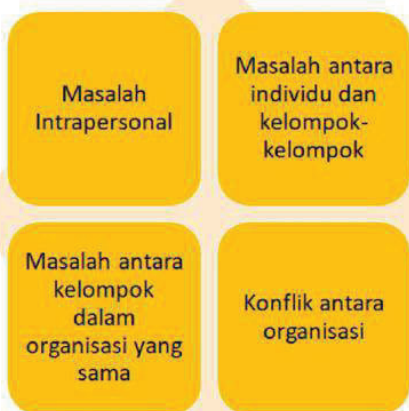 Masalah
Intrapersonal
Masalah antara
individu dan
kelompok-
kelompok
Masalah antara
kelompok
dalam
organisasi yang
sama
Konflik antara
organisasi